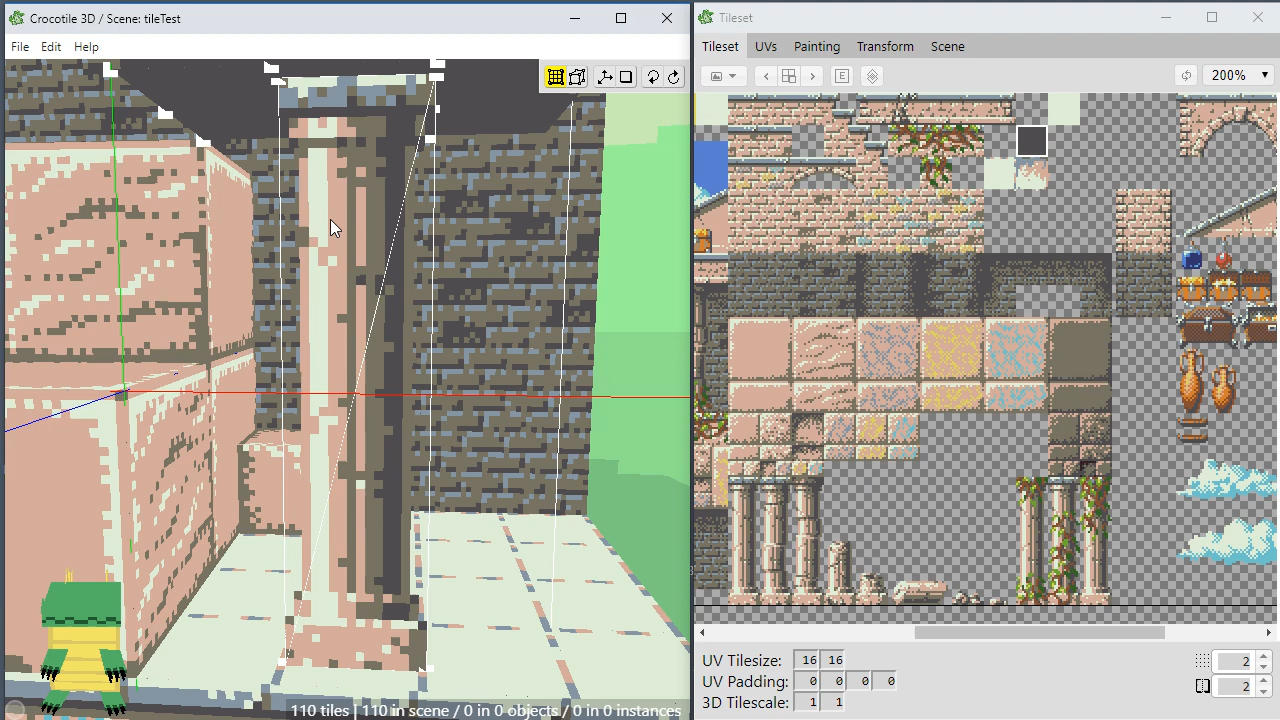 Crocotile 3D / Scene: tileTest
File Edit Help
110 tiles | 110 in scene / 0 in 0 objects / 0 in 0 instances
Tileset
Tileset UVs Painting Transform Scene
E
200%
UV Tilesize: 16 16
UV Padding: 0 0 0 0
3D Tilescale: 1 1
2
2